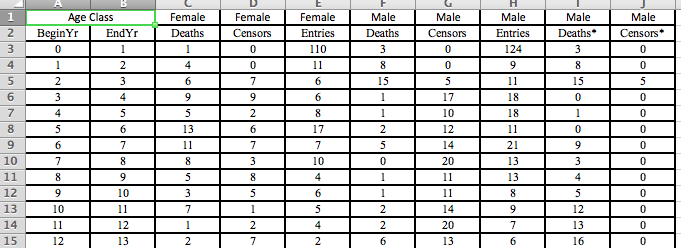 A B C D E F G H I J
1 Age Class Female Female Female Male Male Male Male Male
2 BeginYr EndYr Deaths Censors Entries Deaths Censors Entries Deaths* Censors*
3 0 1 1 0 110 3 0 124 3 0
4 1 2 4 0 11 8 0 9 8 0
5 2 3 6 7 6 15 5 11 15 5
6 3 4 9 9 6 1 17 18 0 0
7 4 5 5 2 8 1 10 18 1 0
8 5 6 13 6 17 2 12 11 0 0
9 6 7 11 7 7 5 14 21 9 0
10 7 8 8 3 10 0 20 13 3 0
11 8 9 5 8 4 1 11 13 4 0
12 9 10 3 5 6 1 11 8 5 0
13 10 11 7 1 5 2 14 9 12 0
14 11 12 1 2 4 2 20 7 13 0
15 12 13 2 7 2 6 13 6 16 0